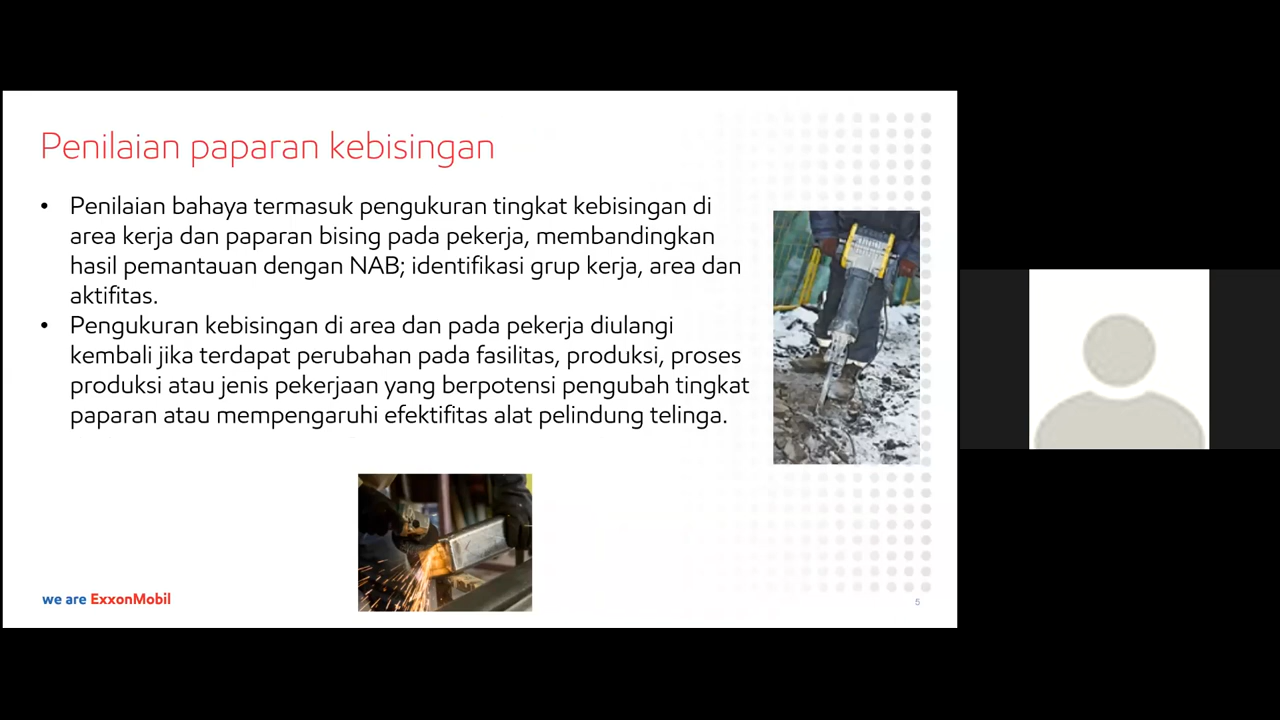 Penilaian paparan kebisingan
• Penilaian bahaya termasuk pengukuran tingkat kebisingan di
area kerja dan paparan bising pada pekerja, membandingkan
hasil pemantauan dengan NAB; identifikasi grup kerja, area dan
aktifitas.
• Pengukuran kebisingan di area dan pada pekerja diulangi
kembali jika terdapat perubahan pada fasilitas, produksi, proses
produksi atau jenis pekerjaan yang berpotensi pengubah tingkat
paparan atau mempengaruhi efektifitas alat pelindung telinga.
we are ExxonMobil
5